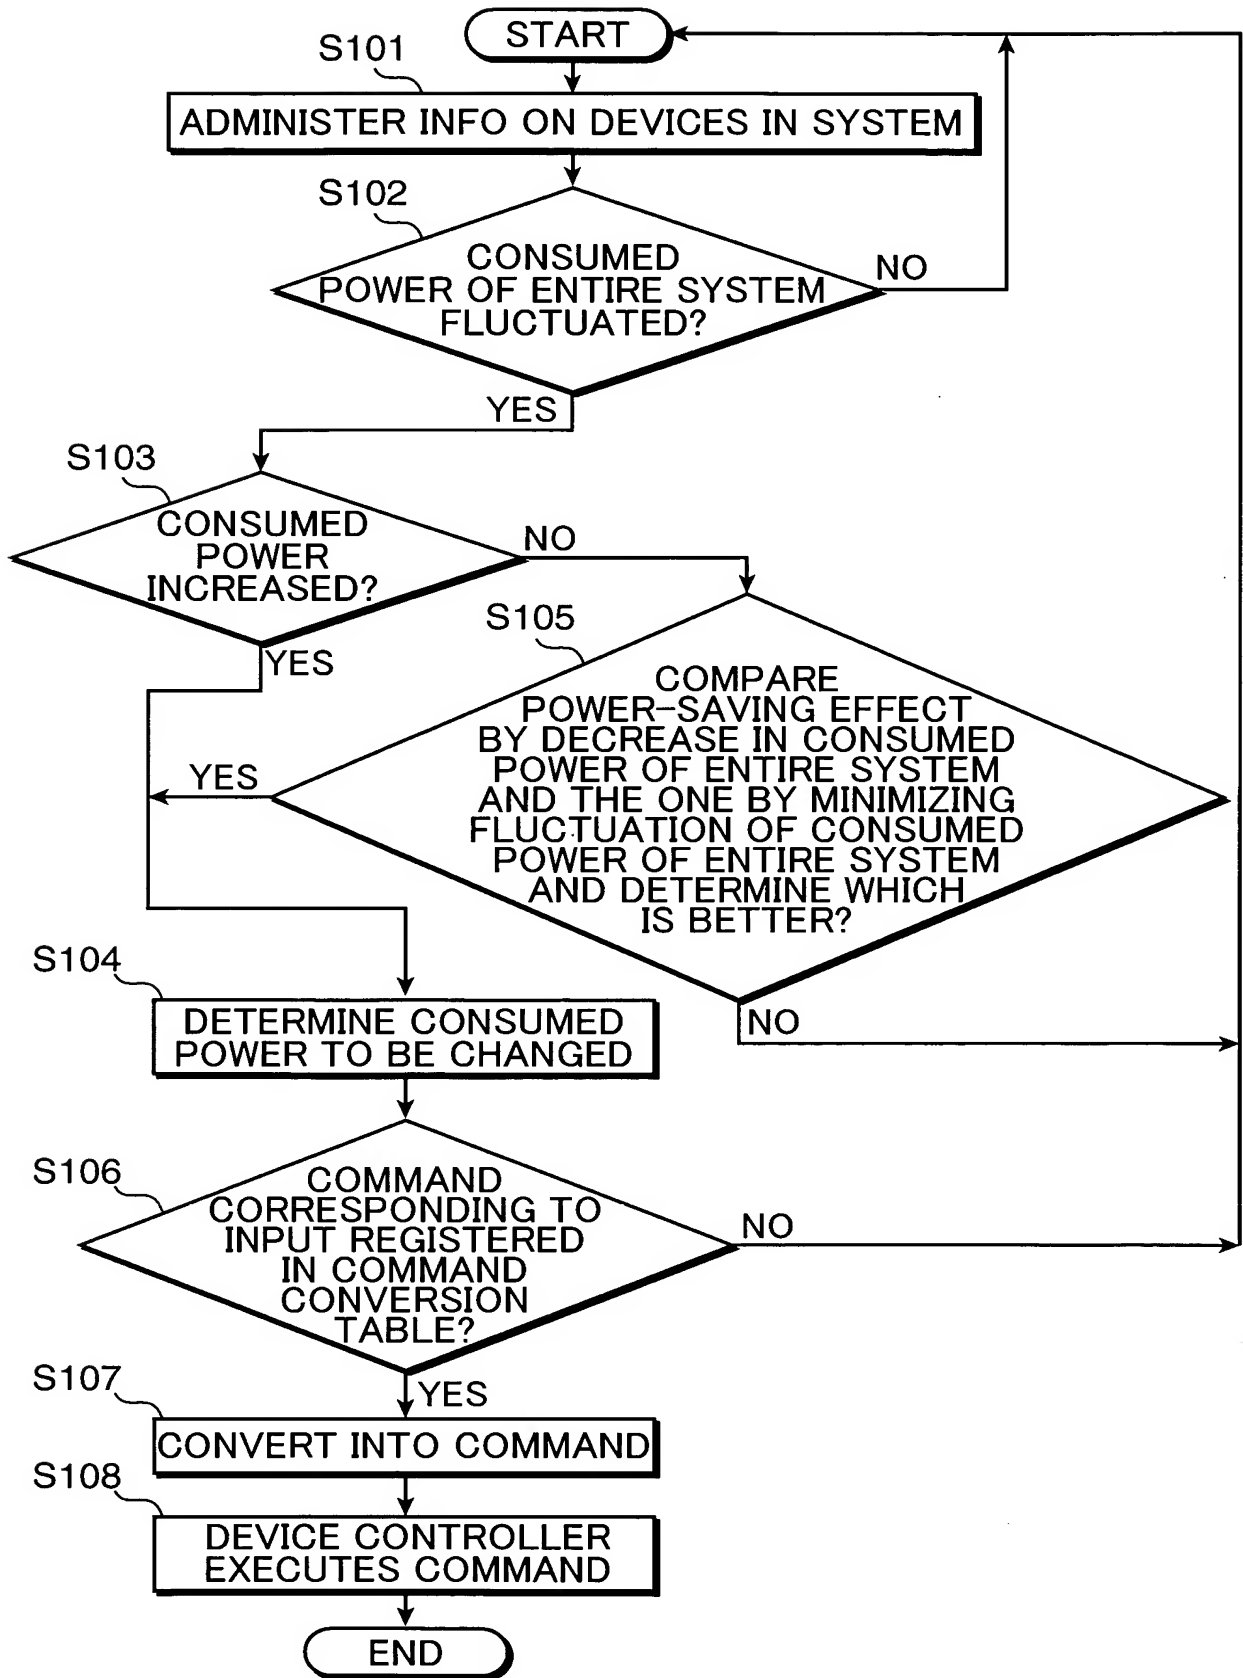 START
S101
ADMINISTER INFO ON DEVICES IN SYSTEM
S102
CONSUMED
POWER OF ENTIRE SYSTEM
FLUCTUATED?
NO
YES
S103
CONSUMED
POWER
INCREASED?
NO
YES
S105
COMPARE
POWER-SAVING EFFECT
BY DECREASE IN CONSUMED
POWER OF ENTIRE SYSTEM
AND THE ONE BY MINIMIZING
FLUCTUATION OF CONSUMED
POWER OF ENTIRE SYSTEM
AND DETERMINE WHICH
IS BETTER?
YES
NO
S104
DETERMINE CONSUMED
POWER TO BE CHANGED
S106
COMMAND
CORRESPONDING TO
INPUT REGISTERED
IN COMMAND
CONVERSION
TABLE?
NO
YES
S107
CONVERT INTO COMMAND
S108
DEVICE CONTROLLER
EXECUTES COMMAND
END